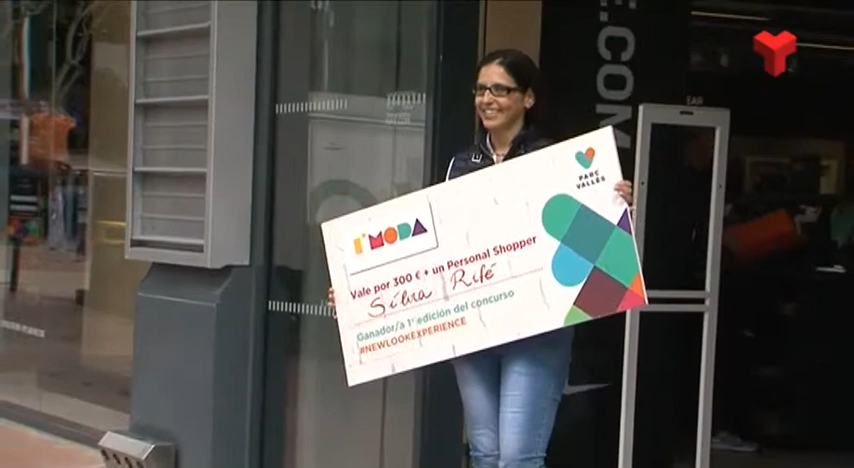 E.COM
PARC
VALLÈS
I'MODA
Vale por 300 € + un Personal Shopper
Silvia Rifé
Ganador/a 1ª edición del concurso
#NEWLOOKEXPERIENCE